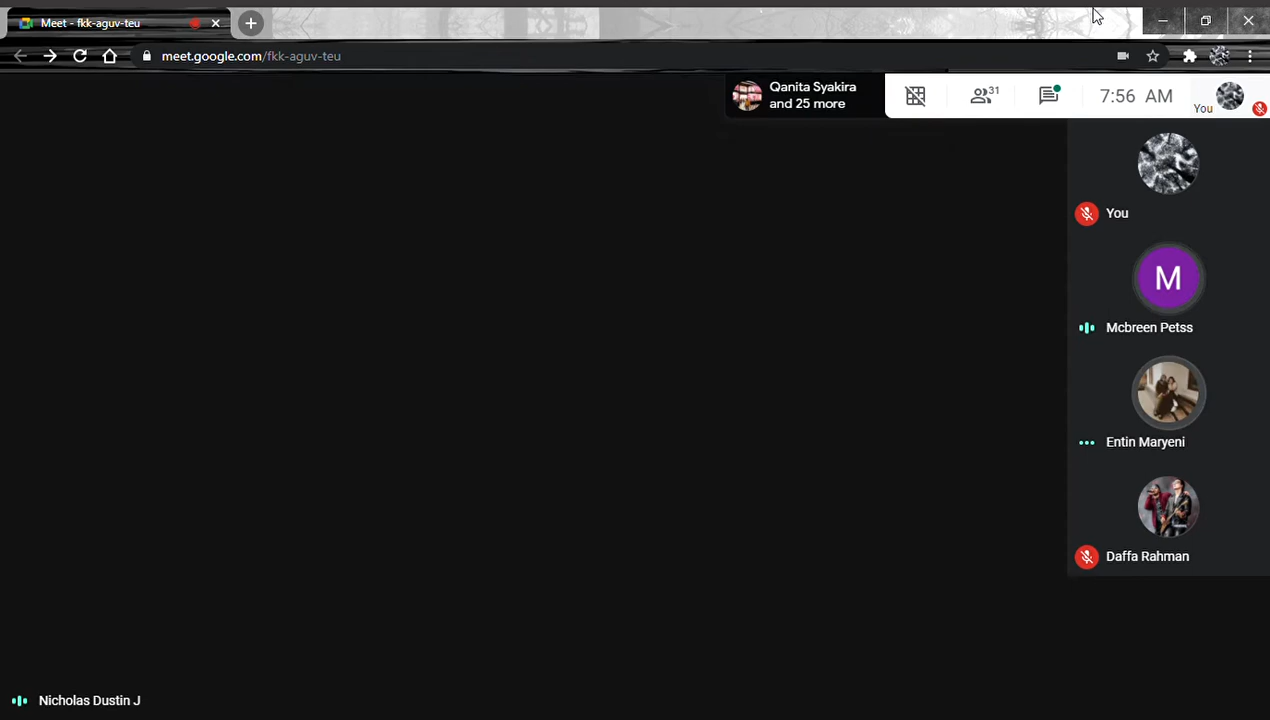 Meet - fkk-aguv-teu
meet.google.com/fkk-aguv-teu
Qanita Syakira
and 25 more
31
7:56 AM
You
You
M
Mcbreen Petss
Entin Maryeni
Daffa Rahman
Nicholas Dustin J